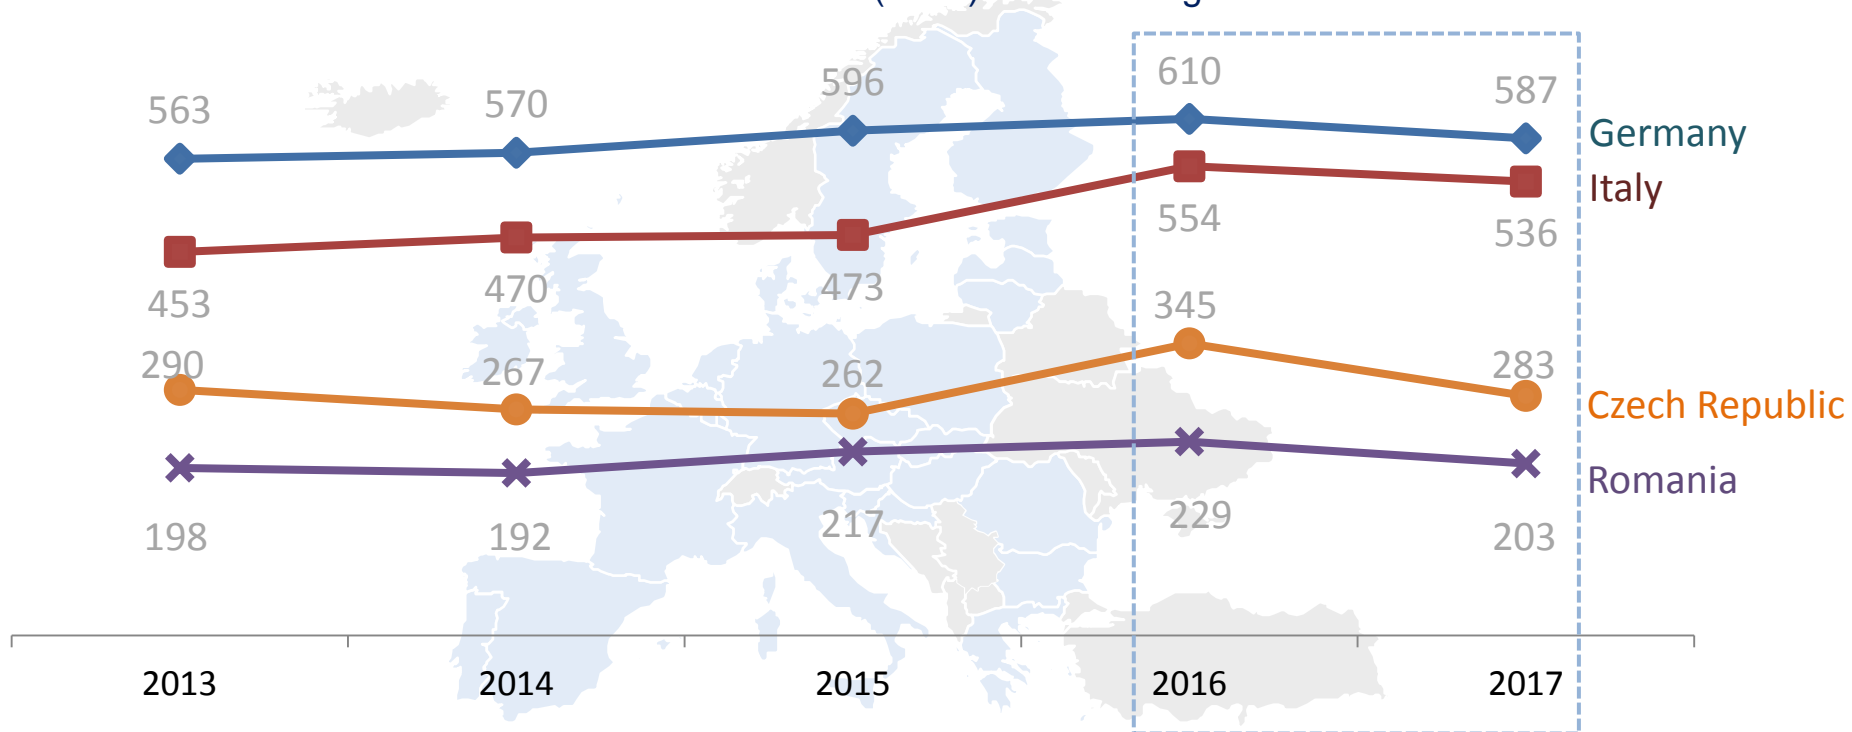 563 570 596 610 587
Germany
Italy
453 470 473 554 536
290 267 262 345 283
Czech Republic
Romania
198 192 217 229 203
2013 2014 2015 2016 2017